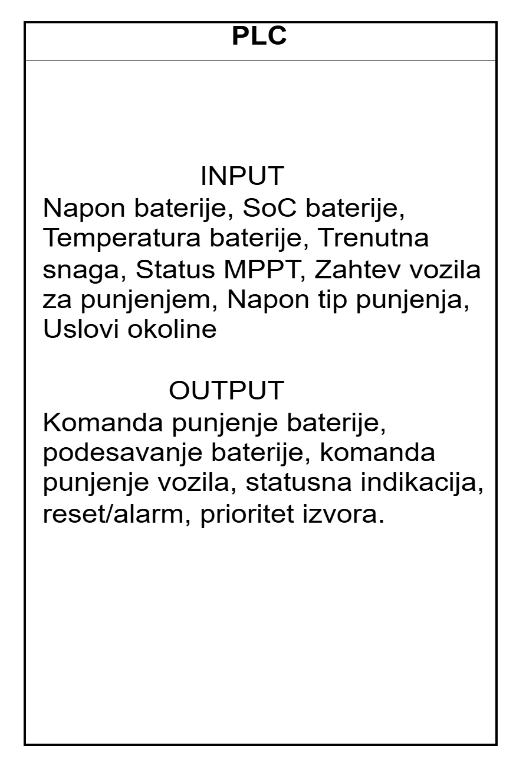 PLC
INPUT
Napon baterije, SoC baterije,
Temperatura baterije, Trenutna
snaga, Status MPPT, Zahtev vozila
za punjenjem, Napon tip punjenja,
Uslovi okoline
OUTPUT
Komanda punjenje baterije,
podesavanje baterije, komanda
punjenje vozila, statusna indikacija,
reset/alarm, prioritet izvora.